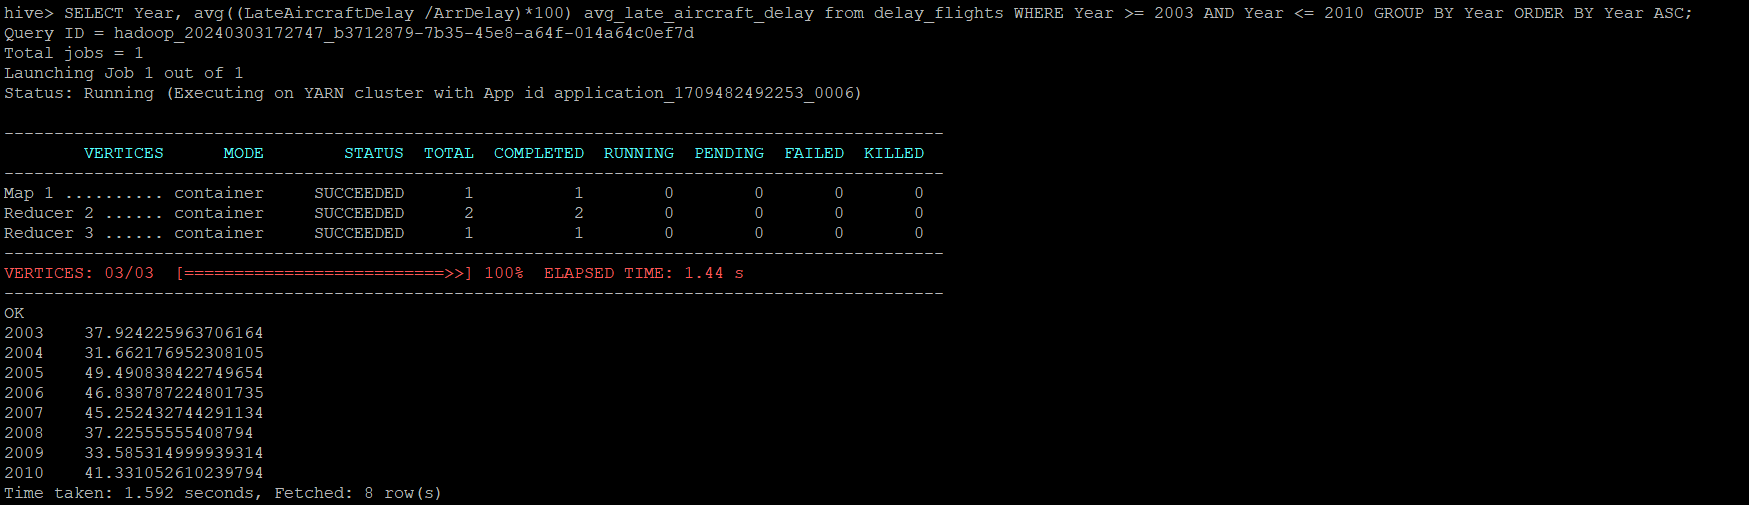 hive> SELECT Year, avg((LateAircraftDelay /ArrDelay)*100) avg_late_aircraft_delay from delay_flights WHERE Year >= 2003 AND Year <= 2010 GROUP BY Year ORDER BY Year ASC;
Query ID = hadoop_20240303172747_b3712879-7b35-45e8-a64f-014a64c0ef7d
Total jobs = 1
Launching Job 1 out of 1
Status: Running (Executing on YARN cluster with App id application_1709482492253_0006)

----------------------------------------------------------------------------------------------
        VERTICES      MODE        STATUS  TOTAL  COMPLETED  RUNNING  PENDING  FAILED  KILLED
----------------------------------------------------------------------------------------------
Map 1 .......... container     SUCCEEDED      1          1        0        0       0       0
Reducer 2 ...... container     SUCCEEDED      2          2        0        0       0       0
Reducer 3 ...... container     SUCCEEDED      1          1        0        0       0       0
----------------------------------------------------------------------------------------------
VERTICES: 03/03  [==========================>>] 100%  ELAPSED TIME: 1.44 s
----------------------------------------------------------------------------------------------
OK
2003    37.924225963706164
2004    31.662176952308105
2005    49.490838422749654
2006    46.838787224801735
2007    45.252432744291134
2008    37.22555555408794
2009    33.585314999939314
2010    41.331052610239794
Time taken: 1.592 seconds, Fetched: 8 row(s)